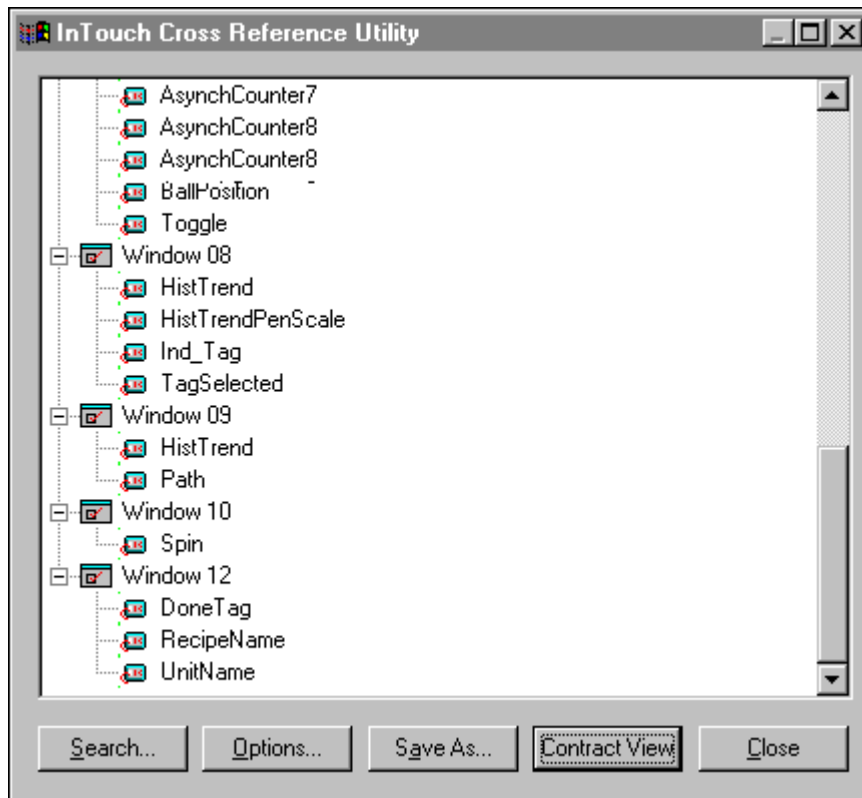 InTouch Cross Reference Utility
AsynchCounter7
AsynchCounter8
AsynchCounter8
BallPosition
Toggle
Window 08
HistTrend
HistTrendPenScale
Ind_Tag
TagSelected
Window 09
HistTrend
Path
Window 10
Spin
Window 12
DoneTag
RecipeName
UnitName
Search... Options... Save As... Contract View Close